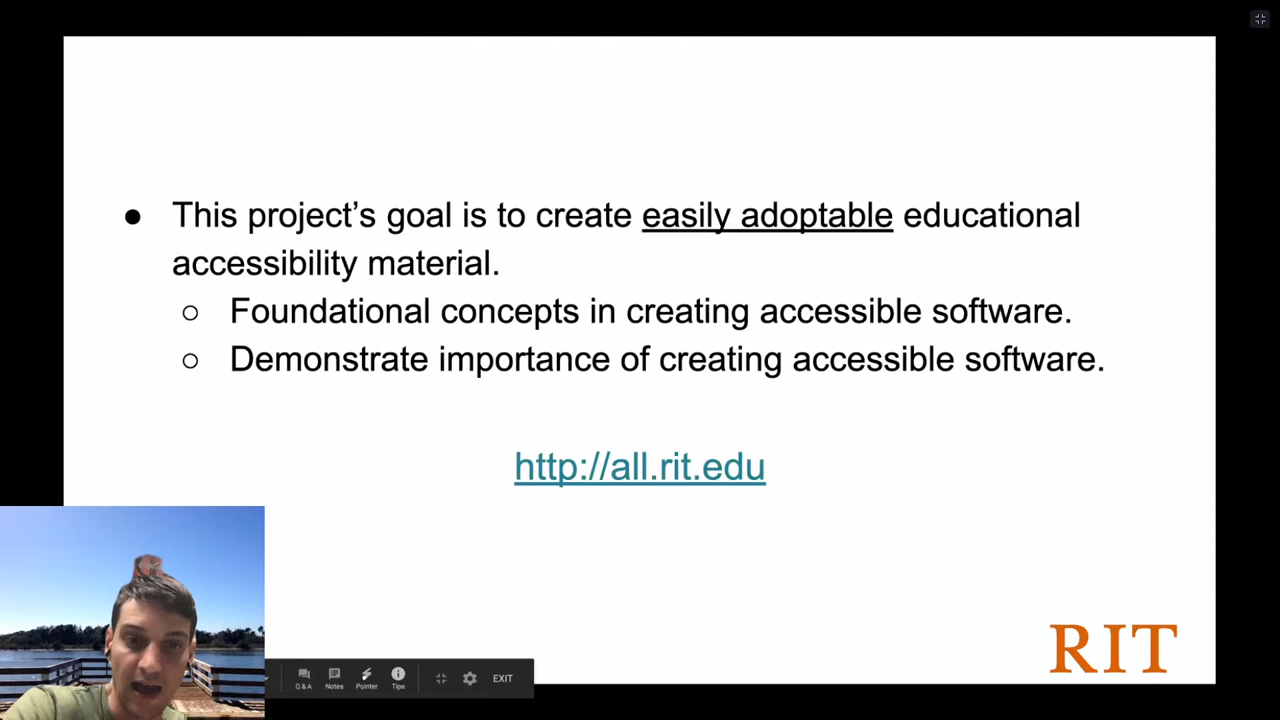 ● This project’s goal is to create easily adoptable educational
accessibility material.
○ Foundational concepts in creating accessible software.
○ Demonstrate importance of creating accessible software.
http://all.rit.edu
RIT
Q & A Notes Pointer Tips EXIT